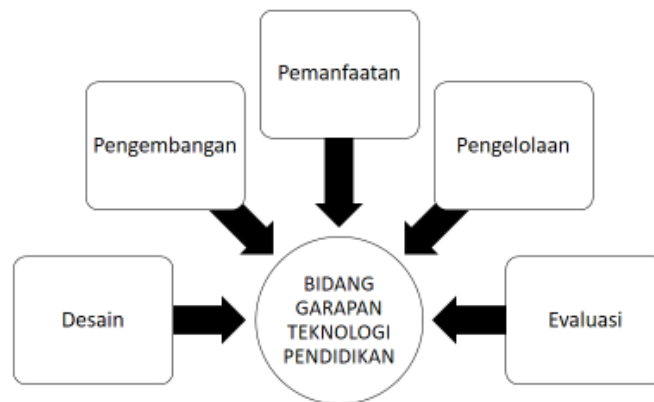 Pemanfaatan
Pengembangan
Pengelolaan
Desain
BIDANG
GARAPAN
TEKNOLOGI
PENDIDIKAN
Evaluasi